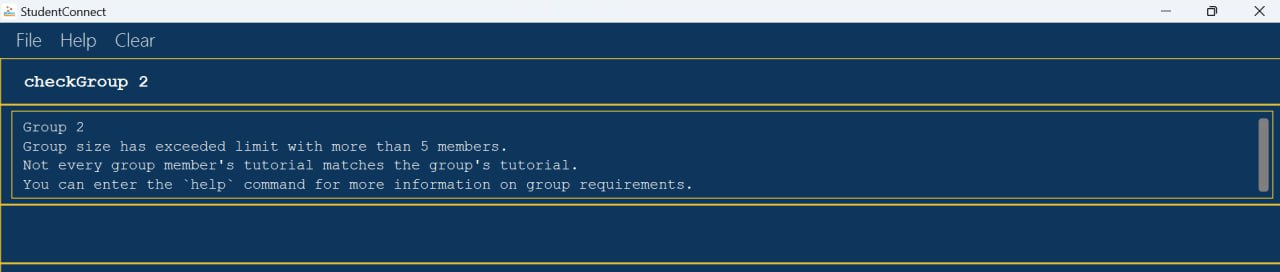 StudentConnect
File Help Clear
checkGroup 2
Group 2
Group size has exceeded limit with more than 5 members.
Not every group member's tutorial matches the group's tutorial.
You can enter the `help` command for more information on group requirements.